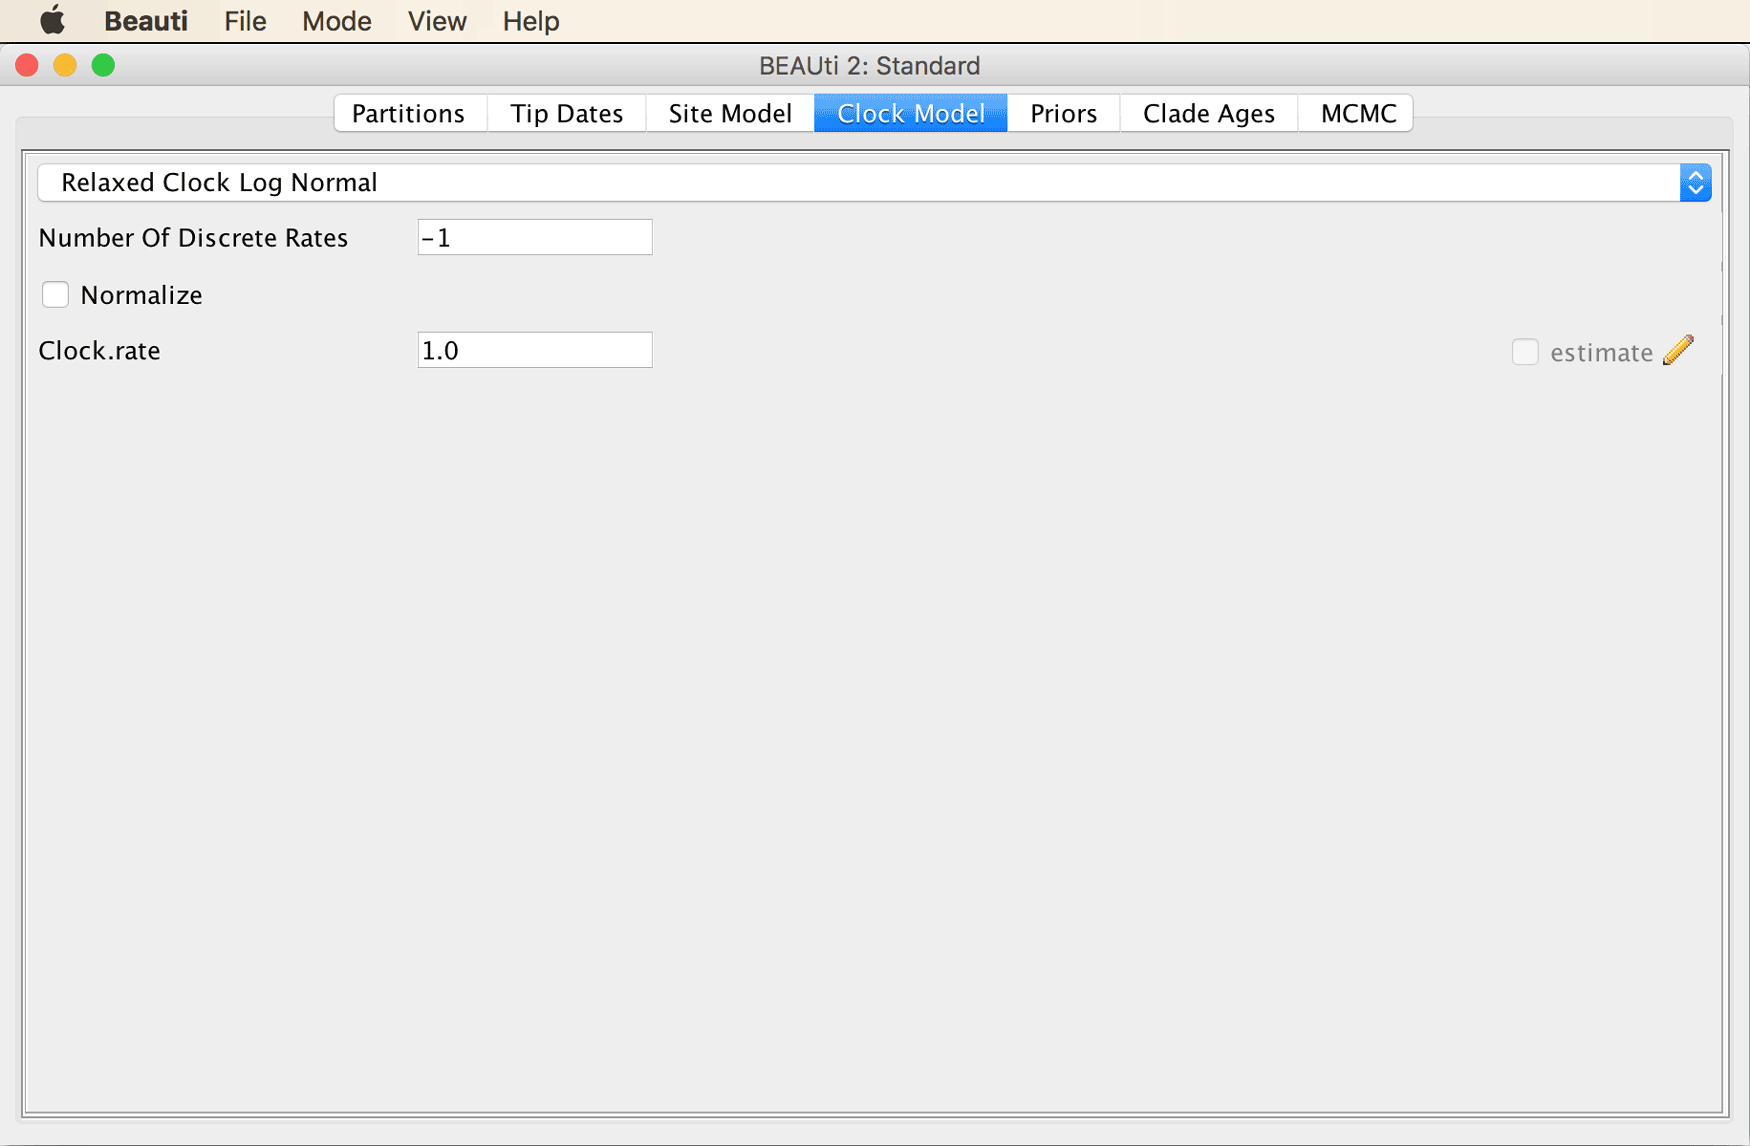 Beauti File Mode View Help
BEAUti 2: Standard
Partitions Tip Dates Site Model Clock Model Priors Clade Ages MCMC
Relaxed Clock Log Normal
Number Of Discrete Rates -1
Normalize
Clock.rate 1.0 estimate